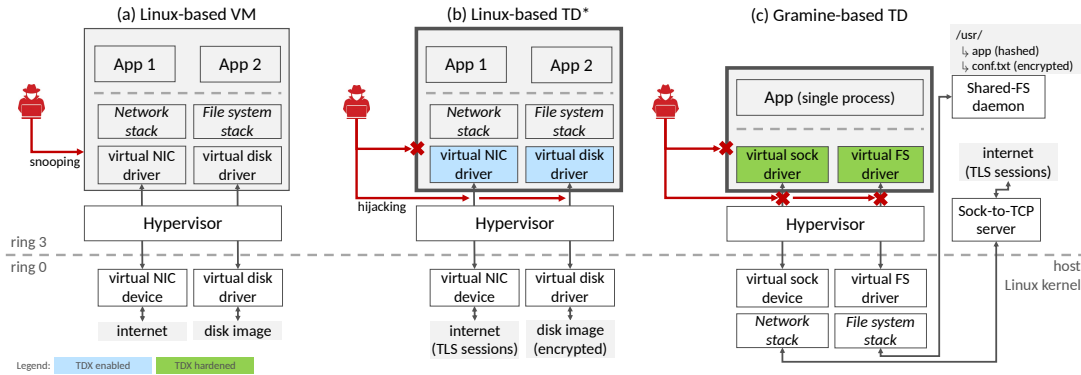 (a) Linux-based VM
App 1
App 2
Network
stack
File system
stack
snooping
virtual NIC
driver
virtual disk
driver
Hypervisor
ring 3
ring 0
virtual NIC
device
virtual disk
driver
internet
disk image
Legend:
TDX enabled
TDX hardened
(b) Linux-based TD*
App 1
App 2
Network
stack
File system
stack
virtual NIC
driver
virtual disk
driver
hijacking
Hypervisor
virtual NIC
device
virtual disk
driver
internet
(TLS sessions)
disk image
(encrypted)
(c) Gramine-based TD
App (single process)
virtual sock
driver
virtual FS
driver
Hypervisor
virtual sock
device
virtual FS
driver
Network
stack
File system
stack
/usr/
↳ app (hashed)
↳ conf.txt (encrypted)
Shared-FS
daemon
internet
(TLS sessions)
Sock-to-TCP
server
host
Linux kernel